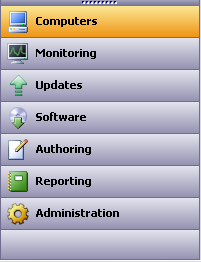 Computers
Monitoring
Updates
Software
Authoring
Reporting
Administration